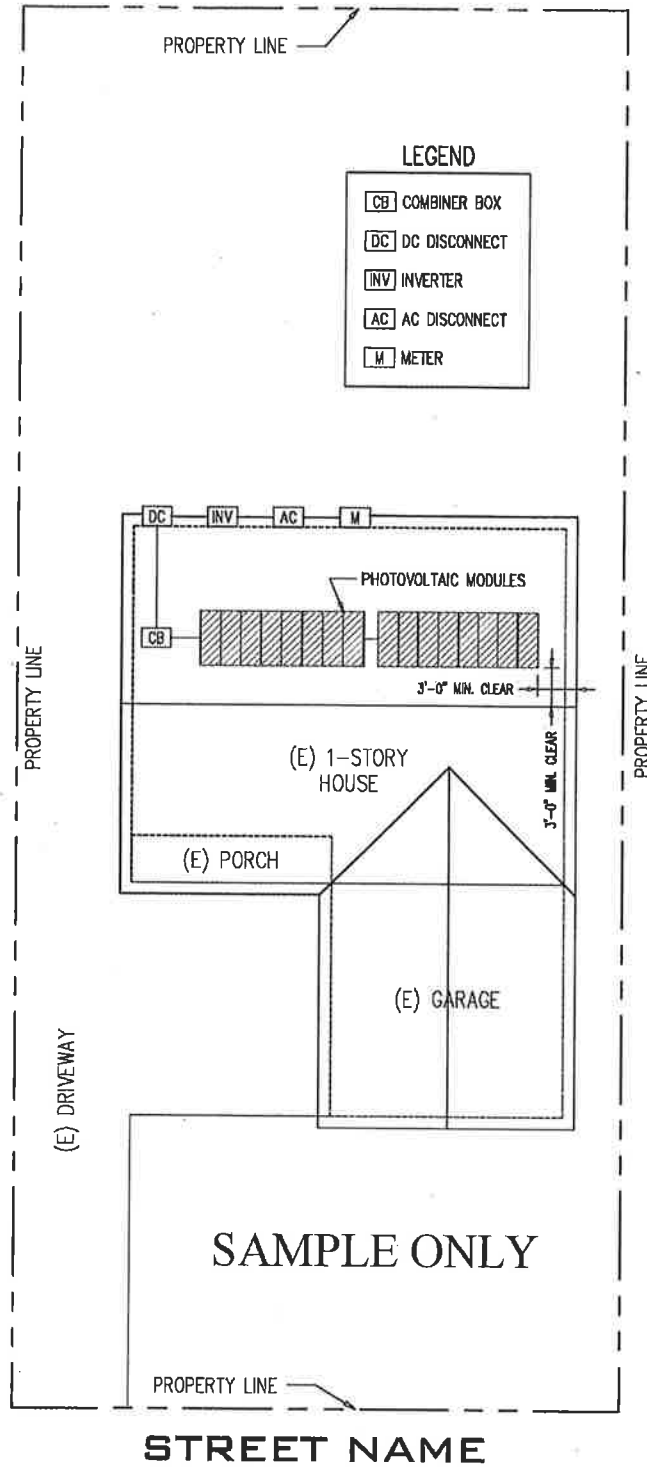 PROPERTY LINE
LEGEND
CB COMBINER BOX
DC DC DISCONNECT
INV INVERTER
AC AC DISCONNECT
M METER
DC INV AC M
PHOTOVOLTAIC MODULES
CB
3'-0" MIN. CLEAR
3'-0" MIN. CLEAR
PROPERTY LINE
PROPERTY LINE
(E) 1-STORY
HOUSE
(E) PORCH
(E) GARAGE
(E) DRIVEWAY
SAMPLE ONLY
PROPERTY LINE
STREET NAME